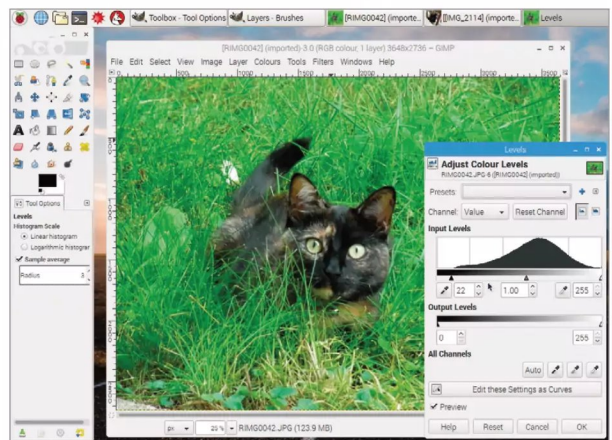 Toolbox - Tool Options
Layers - Brushes
[RIMG0042] (importe...
[[IMG_2114] (importe...
Levels
[RIMG0042] (imported)-3.0 (RGB colour, 1 layer) 3648x2736 – GIMP
File Edit Select View Image Layer Colours Tools Filters Windows Help
Tool Options
Levels
Histogram Scale
Linear histogram
Logarithmic histogram
Sample average
Radius 3
Levels
Adjust Colour Levels
RIMG0042.JPG-6 ([RIMG0042] (imported))
Presets:
Channel: Value Reset Channel
Input Levels
22 1.00 255
Output Levels
0 255
All Channels
Auto
Edit these Settings as Curves
Preview
Help Reset Cancel OK
px 25 % RIMG0042.JPG (123.9 MB)